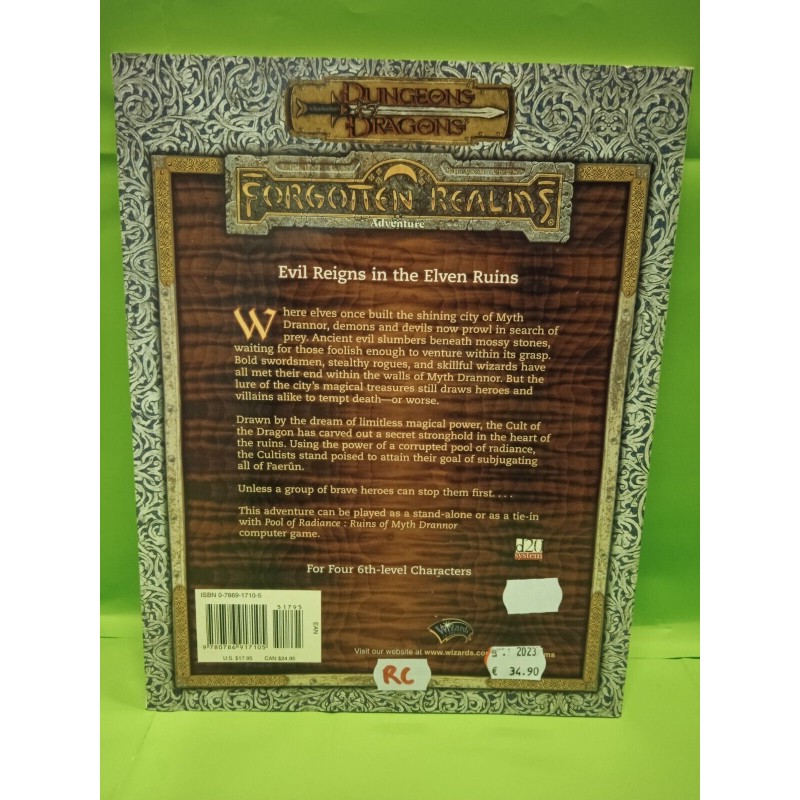 DUNGEONS
DRAGONS
FORGOTTEN REALMS
Adventure
Evil Reigns in the Elven Ruins
Where elves once built the shining city of Myth
Drannor, demons and devils now prowl in search of
prey. Ancient evil slumbers beneath mossy stones,
waiting for those foolish enough to venture within its grasp.
Bold swordsmen, stealthy rogues, and skillful wizards have
all met their end within the walls of Myth Drannor. But the
lure of the city's magical treasures still draws heroes and
villains alike to tempt death—or worse.
Drawn by the dream of limitless magical power, the Cult of
the Dragon has carved out a secret stronghold in the heart of
the ruins. Using the power of a corrupted pool of radiance,
the Cultists stand poised to attain their goal of subjugating
all of Faerûn.
Unless a group of brave heroes can stop them first. . . .
This adventure can be played as a stand-alone or as a tie-in
with Pool of Radiance : Ruins of Myth Drannor
computer game.
d20
system
For Four 6th-level Characters
ISBN 0-7869-1710-5
51795
EAN
9 780786 917105
U.S. $17.95 CAN $24.95
Wizards
Visit our website at www.wizards.co
2023
€ 34.90
RC